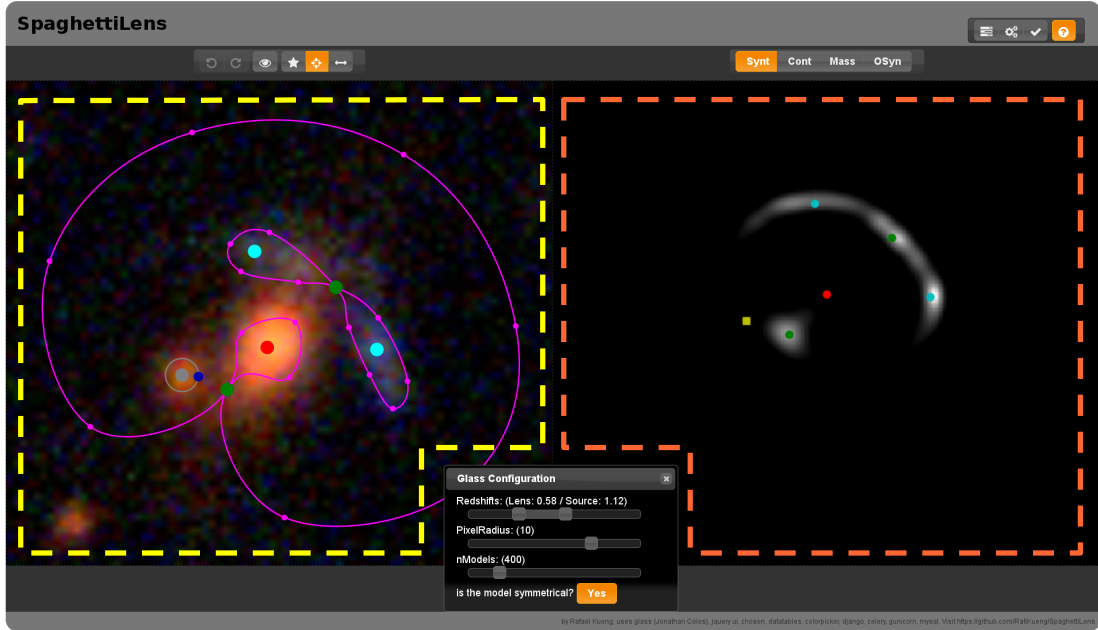 SpaghettiLens
Synt Cont Mass OSyn
Glass Configuration
Redshifts: (Lens: 0.58 / Source: 1.12)
PixelRadius: (10)
nModels: (400)
is the model symmetrical? Yes
by Rafael Kueng; uses glass (Jonathan Coles), jquery ui, chosen, datatables, colorpicker, django, celery, gunicorn, mysql. Visit https://github.com/RafiKueng/SpaghettiLens